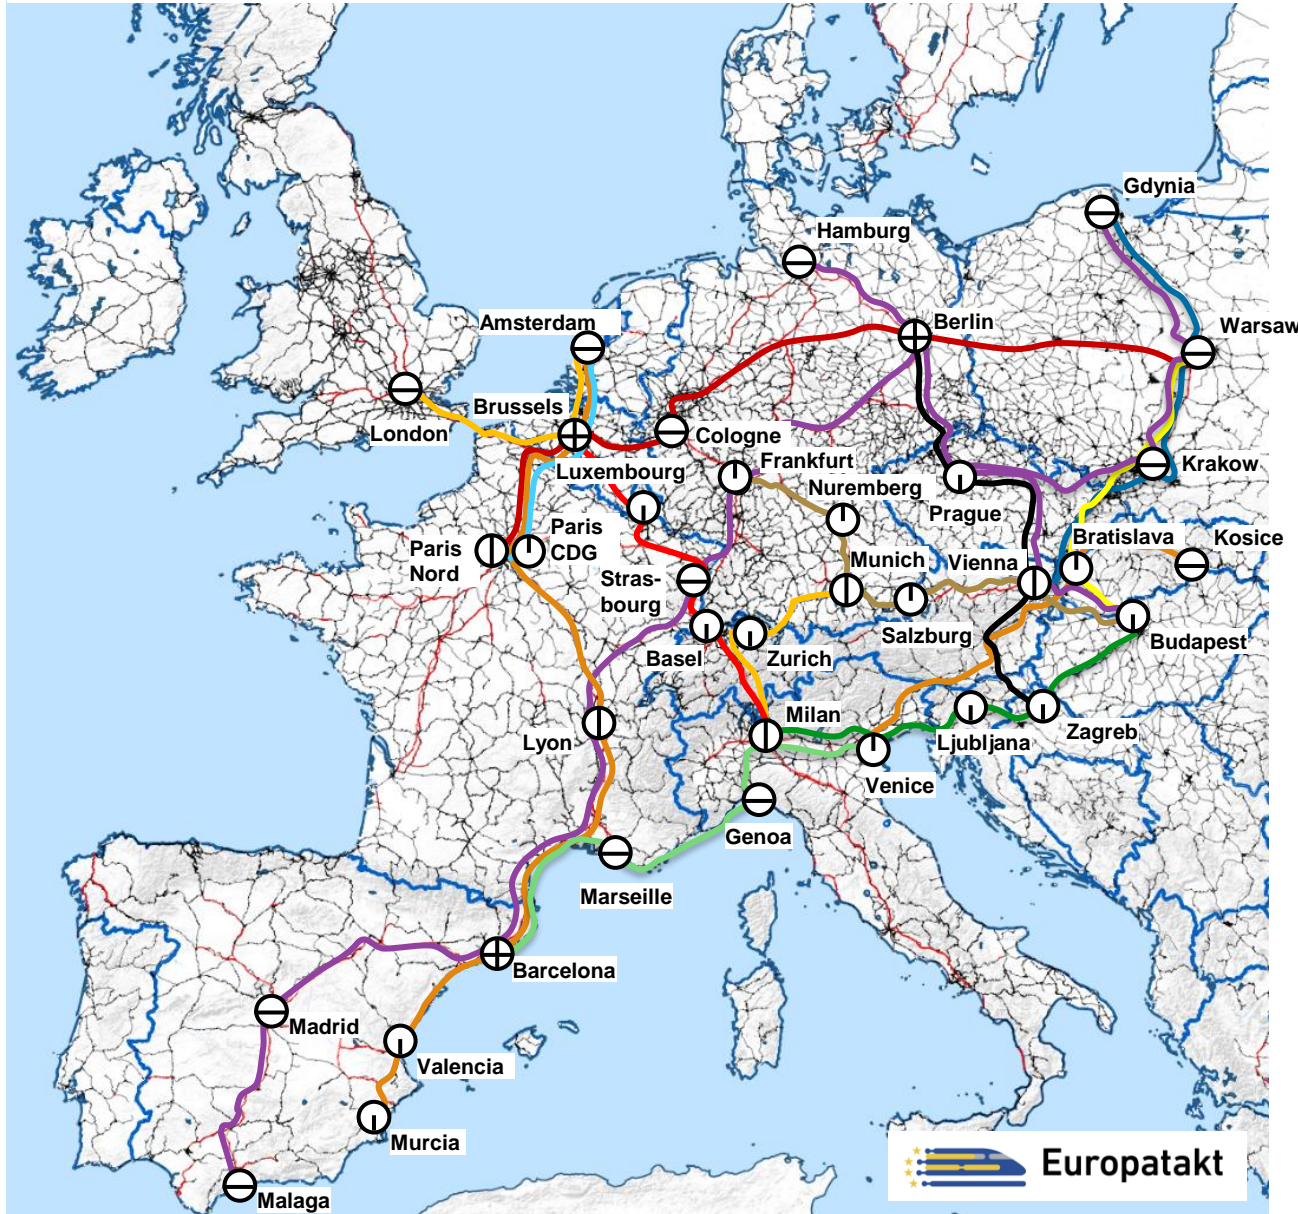 Gdynia
Hamburg
Amsterdam
Berlin
Warsaw
Brussels
London
Cologne
Krakow
Luxembourg
Frankfurt
Nuremberg
Prague
Paris
Nord
Paris
CDG
Bratislava
Kosice
Stras-
bourg
Munich
Vienna
Salzburg
Budapest
Basel
Zurich
Milan
Lyon
Ljubljana
Zagreb
Venice
Genoa
Marseille
Barcelona
Madrid
Valencia
Murcia
Malaga
Europatakt